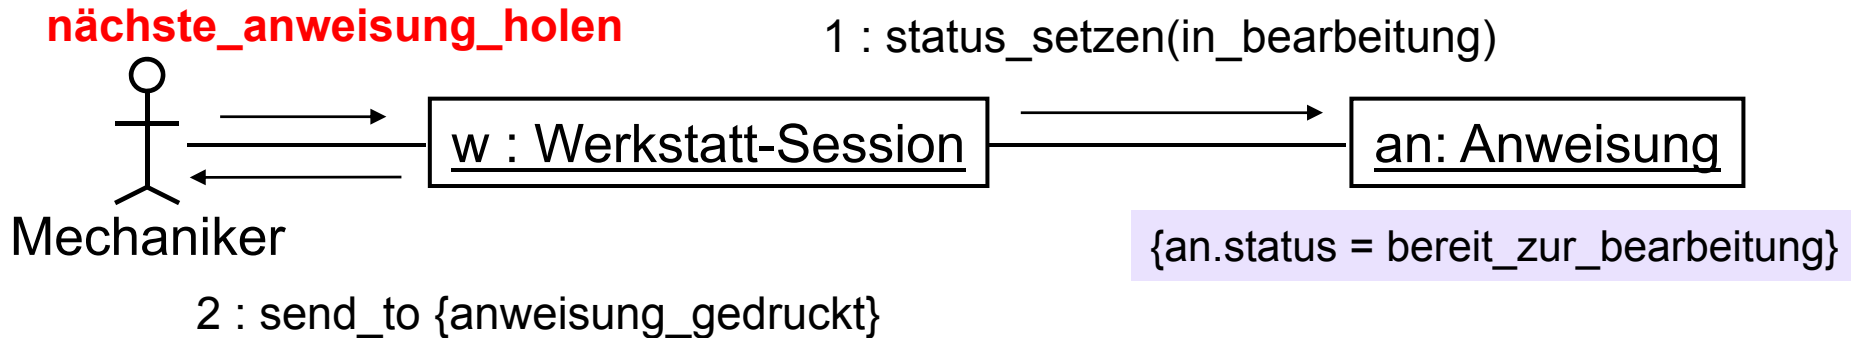 nächste_anweisung_holen
1 : status_setzen(in_bearbeitung)
w : Werkstatt-Session
an: Anweisung
Mechaniker
{an.status = bereit_zur_bearbeitung}
2 : send_to {anweisung_gedruckt}